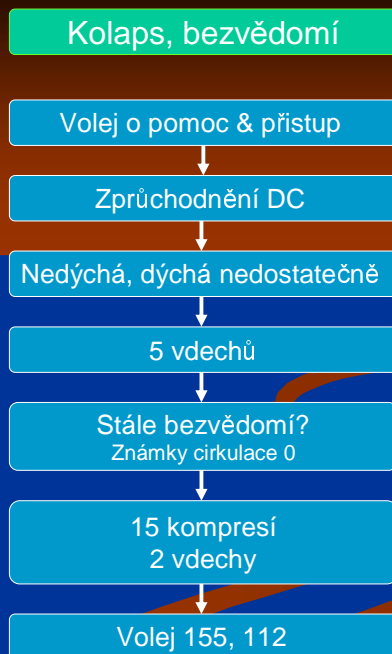 Kolaps, bezvědomí
Volej o pomoc & přistup
Zprůchodnění DC
Nedýchá, dýchá nedostatečně
5 vdechů
Stále bezvědomí?
Známky cirkulace 0
15 kompresí
2 vdechy
Volej 155, 112